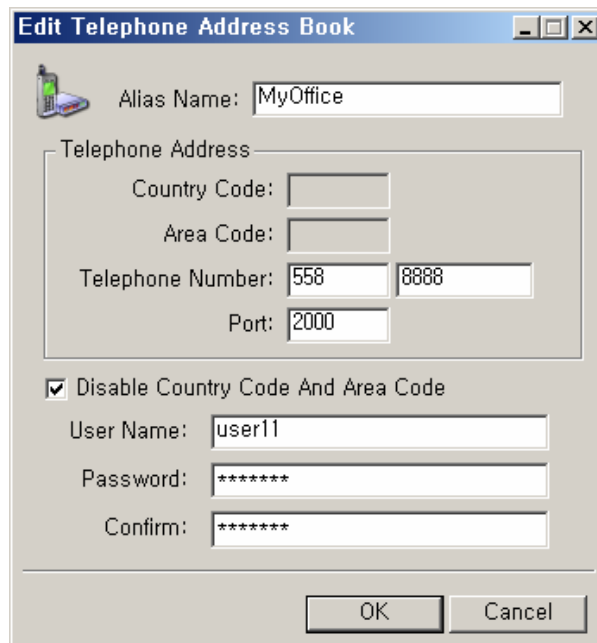 Edit Telephone Address Book
Alias Name: MyOffice
Telephone Address
Country Code:
Area Code:
Telephone Number: 558 8888
Port: 2000
Disable Country Code And Area Code
User Name: user11
Password: *******
Confirm: *******
OK Cancel